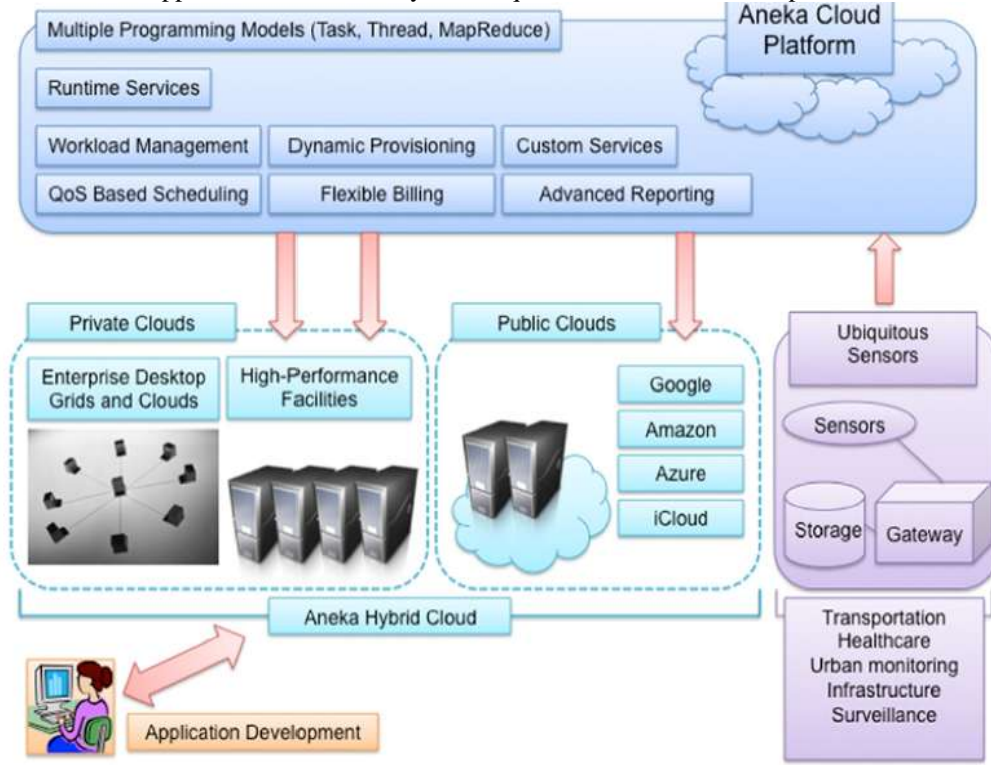 Multiple Programming Models (Task, Thread, MapReduce)
Aneka Cloud
Platform
Runtime Services
Workload Management
Dynamic Provisioning
Custom Services
QoS Based Scheduling
Flexible Billing
Advanced Reporting
Private Clouds
Public Clouds
Ubiquitous
Sensors
Enterprise Desktop
Grids and Clouds
High-Performance
Facilities
Google
Amazon
Azure
iCloud
Sensors
Storage
Gateway
Aneka Hybrid Cloud
Transportation
Healthcare
Urban monitoring
Infrastructure
Surveillance
Application Development